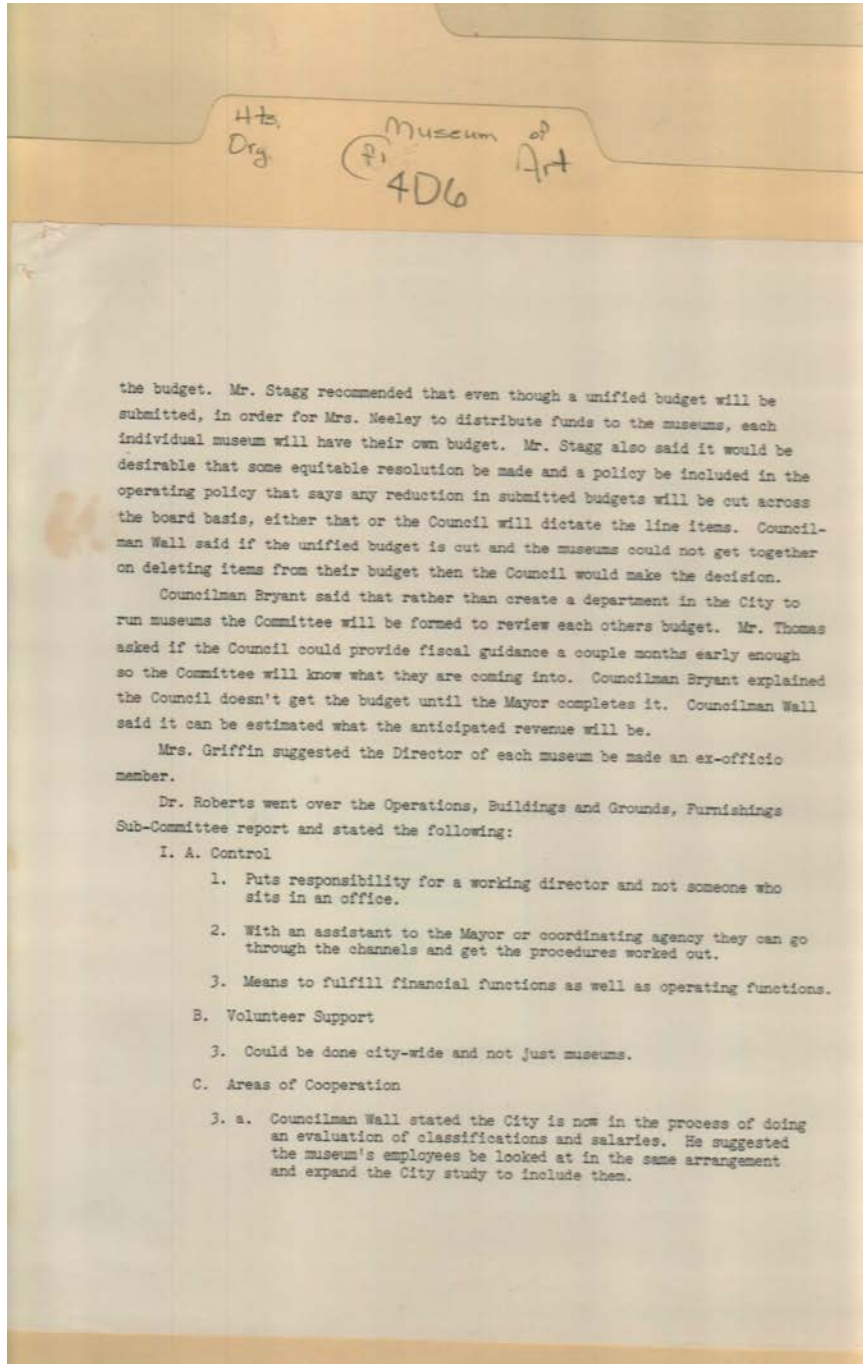 Hts, Museum of
Org. Art
4D6
the budget.  Mr. Stagg recommended that even though a unified budget will be
submitted, in order for Mrs. Neeley to distribute funds to the museums, each
individual museum will have their own budget.  Mr. Stagg also said it would be
desirable that some equitable resolution be made and a policy be included in the
operating policy that says any reduction in submitted budgets will be cut across
the board basis, either that or the Council will dictate the line items.  Council-
man Wall said if the unified budget is cut and the museums could not get together
on deleting items from their budget then the Council would make the decision.
Councilman Bryant said that rather than create a department in the City to
run museums the Committee will be formed to review each others budget.  Mr. Thomas
asked if the Council could provide fiscal guidance a couple months early enough
so the Committee will know what they are coming into.  Councilman Bryant explained
the Council doesn't get the budget until the Mayor completes it.  Councilman Wall
said it can be estimated what the anticipated revenue will be.
Mrs. Griffin suggested the Director of each museum be made an ex-officio
member.
Dr. Roberts went over the Operations, Buildings and Grounds, Furnishings
Sub-Committee report and stated the following:
I. A. Control
1.  Puts responsibility for a working director and not someone who
sits in an office.
2.  With an assistant to the Mayor or coordinating agency they can go
through the channels and get the procedures worked out.
3.  Means to fulfill financial functions as well as operating functions.
B.  Volunteer Support
3.  Could be done city-wide and not just museums.
C.  Areas of Cooperation
3. a.  Councilman Wall stated the City is now in the process of doing
an evaluation of classifications and salaries.  He suggested
the museum's employees be looked at in the same arrangement
and expand the City study to include them.